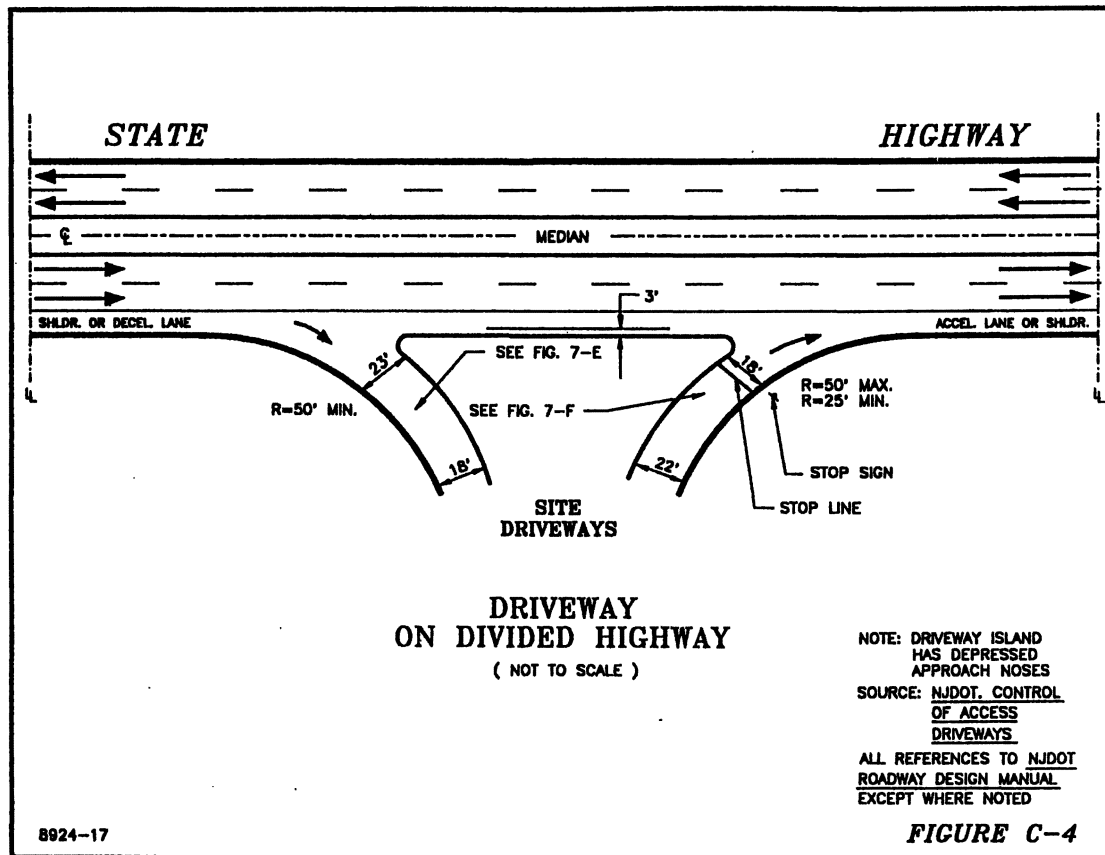 STATE HIGHWAY
℄ MEDIAN
3'
SHLDR. OR DECEL. LANE
ACCEL. LANE OR SHLDR.
SEE FIG. 7-E
23'
18'
R=50' MAX.
R=25' MIN.
R=50' MIN.
SEE FIG. 7-F
18'
22'
STOP SIGN
STOP LINE
SITE
DRIVEWAYS
DRIVEWAY
ON DIVIDED HIGHWAY
( NOT TO SCALE )
NOTE: DRIVEWAY ISLAND
HAS DEPRESSED
APPROACH NOSES
SOURCE: NJDOT. CONTROL
OF ACCESS
DRIVEWAYS
ALL REFERENCES TO NJDOT
ROADWAY DESIGN MANUAL
EXCEPT WHERE NOTED
8924-17
FIGURE C-4